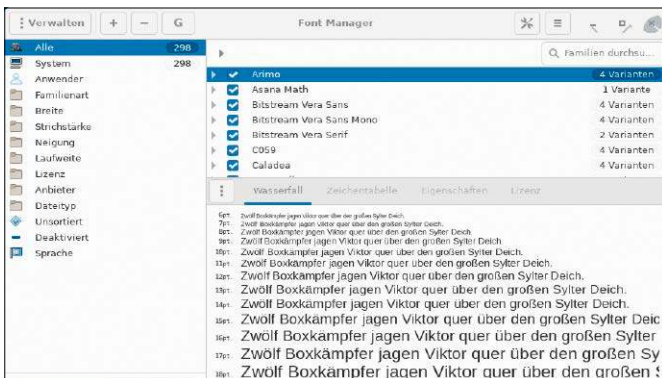 Verwalten + − G Font Manager
Alle 298
System 298
Anwender
Familienart
Breite
Strichstärke
Neigung
Laufweite
Lizenz
Anbieter
Dateityp
Unsortiert
Deaktiviert
Sprache
Familien durchsu...
Arimo 4 Varianten
Asana Math 1 Variante
Bitstream Vera Sans 4 Varianten
Bitstream Vera Sans Mono 4 Varianten
Bitstream Vera Serif 2 Varianten
C059 4 Varianten
Caladea 4 Varianten
Wasserfall Zeichentabelle Eigenschaften Lizenz
6pt. Zwölf Boxkämpfer jagen Viktor quer über den großen Sylter Deich.
7pt. Zwölf Boxkämpfer jagen Viktor quer über den großen Sylter Deich.
8pt. Zwölf Boxkämpfer jagen Viktor quer über den großen Sylter Deich.
9pt. Zwölf Boxkämpfer jagen Viktor quer über den großen Sylter Deich.
10pt. Zwölf Boxkämpfer jagen Viktor quer über den großen Sylter Deich.
11pt. Zwölf Boxkämpfer jagen Viktor quer über den großen Sylter Deich.
12pt. Zwölf Boxkämpfer jagen Viktor quer über den großen Sylter Deich.
13pt. Zwölf Boxkämpfer jagen Viktor quer über den großen Sylter Deich.
14pt. Zwölf Boxkämpfer jagen Viktor quer über den großen Sylter Deich.
15pt. Zwölf Boxkämpfer jagen Viktor quer über den großen Sylter Deic
16pt. Zwölf Boxkämpfer jagen Viktor quer über den großen Sylter
17pt. Zwölf Boxkämpfer jagen Viktor quer über den großen Sy
18pt. Zwölf Boxkämpfer jagen Viktor quer über den großen S